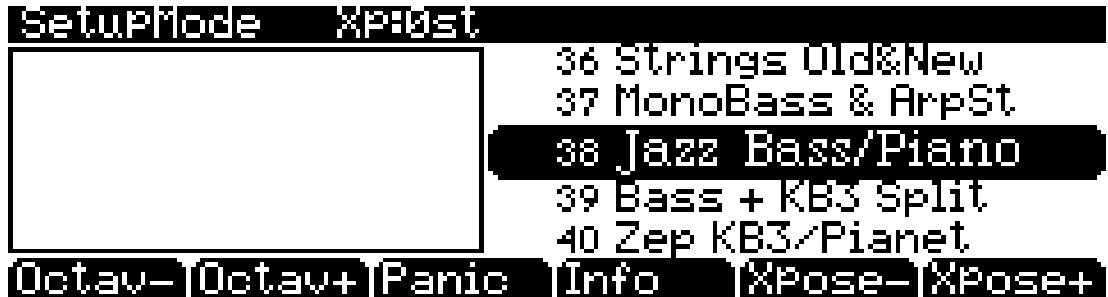 SetupMode Xp:0st
36 Strings Old&New
37 MonoBass & ArpSt
38 Jazz Bass/Piano
39 Bass + KB3 Split
40 Zep KB3/Pianet
Octav- Octav+ Panic Info Xpose- Xpose+